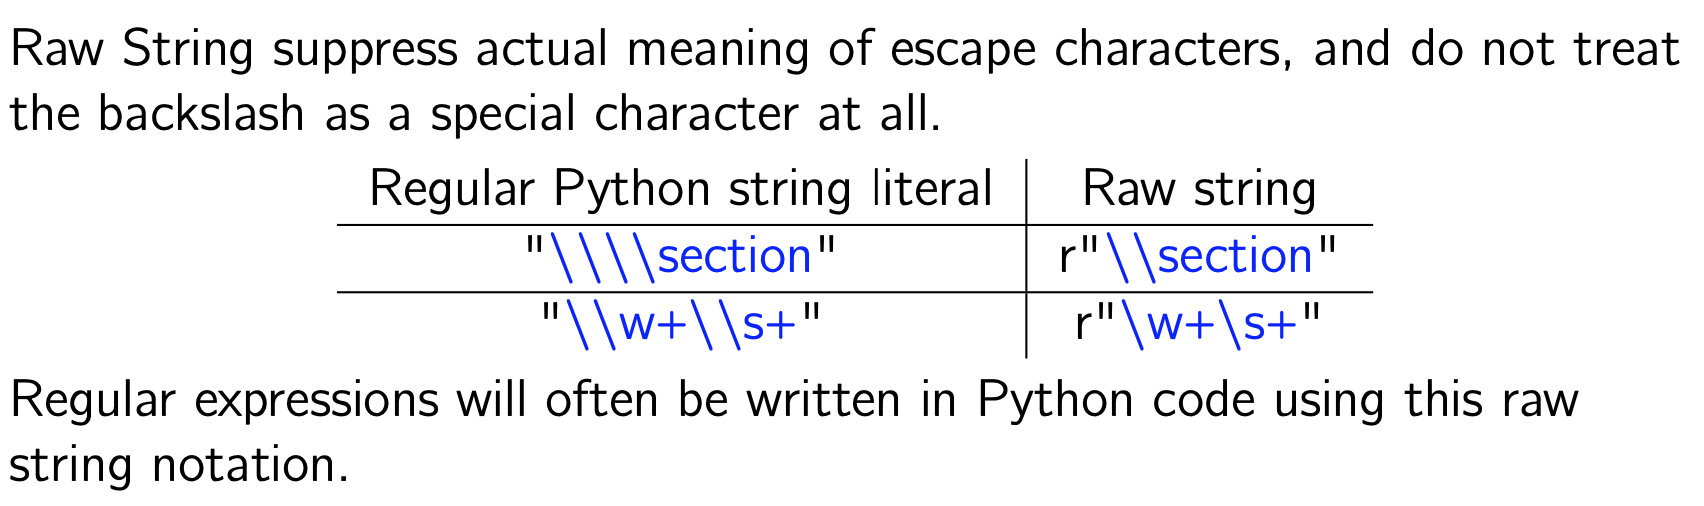 Raw String suppress actual meaning of escape characters, and do not treat
the backslash as a special character at all.
Regular Python string literal Raw string
"\\\\section" r"\\section"
"\\w+\\s+" r"\w+\s+"
Regular expressions will often be written in Python code using this raw
string notation.